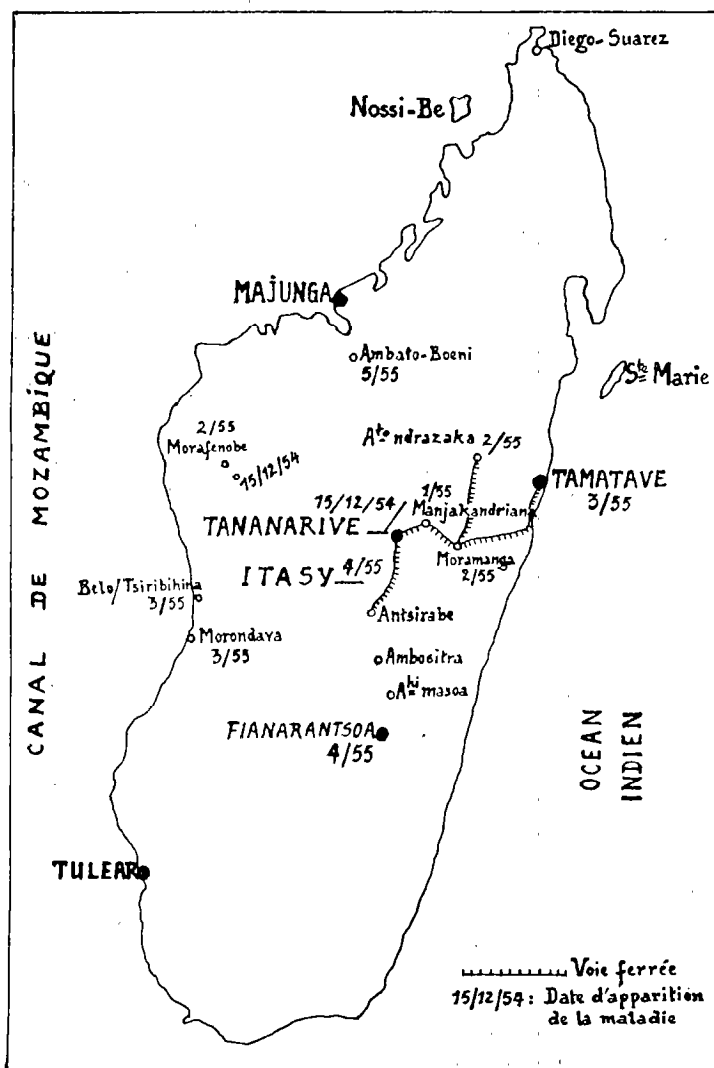 Diego-Suarez
Nossi-Be
MAJUNGA
Ambato-Boeni
5/55
Ste Marie
CANAL DE MOZAMBIQUE
2/55
Morafenobe
15/12/54
Ato ndrazaka 2/55
TAMATAVE
3/55
15/12/54
1/55
Manjakandriana
TANANARIVE
Moramanga
2/55
ITASY 4/55
Belo/Tsiribihina
3/55
Antsirabe
Morondava
3/55
Ambositra
Ahi masoa
FIANARANTSOA
4/55
OCEAN
INDIEN
TULEAR
Voie ferrée
15/12/54 : Date d'apparition
de la maladie